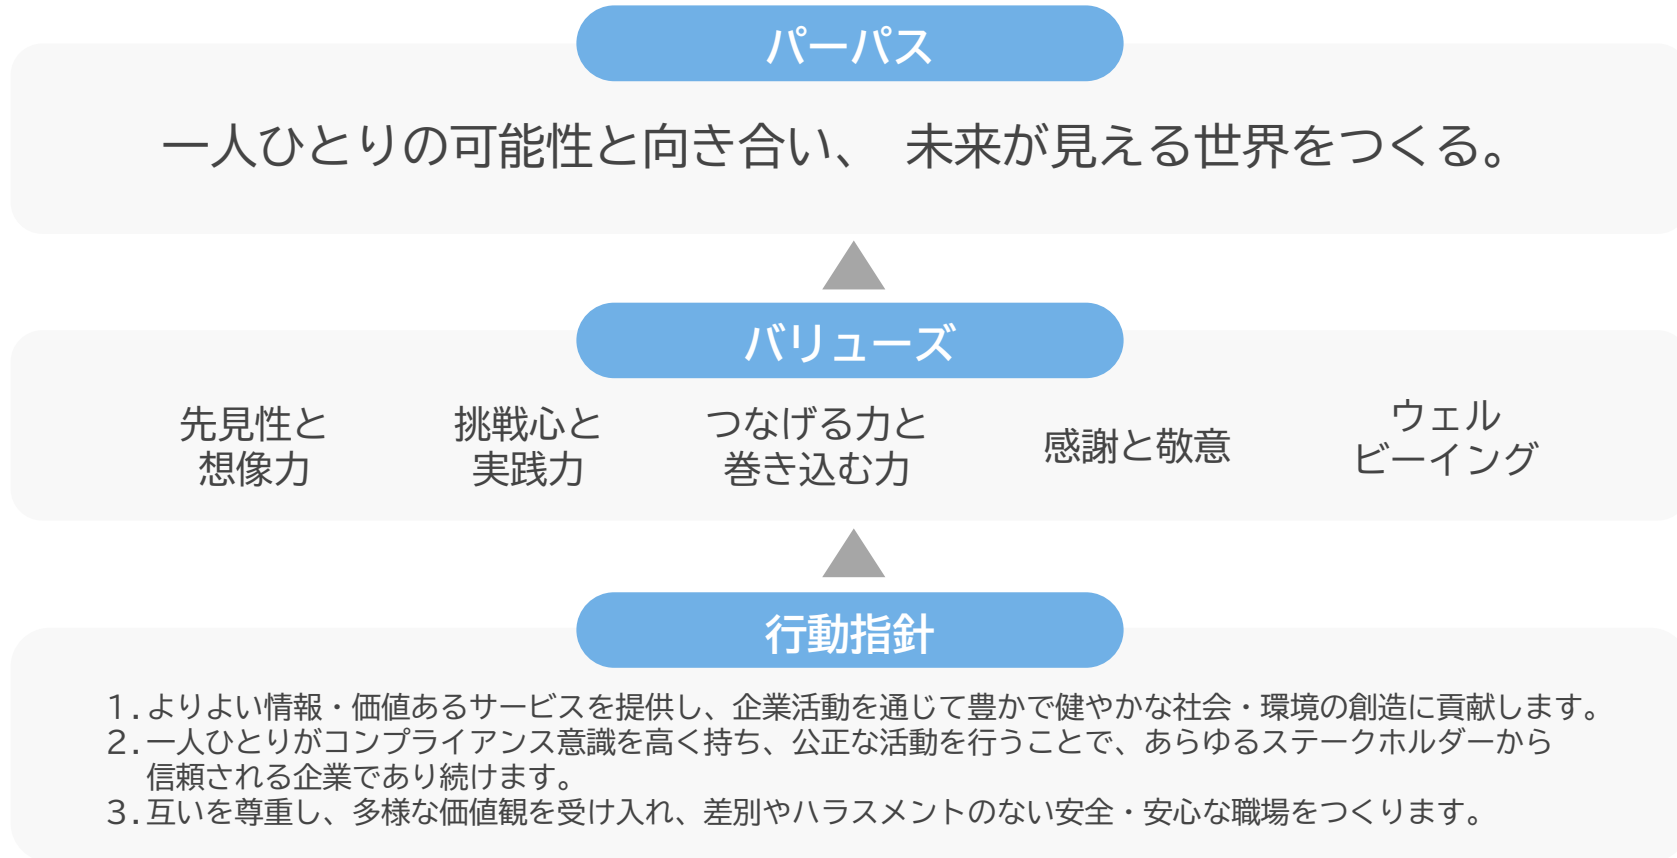 パーパス
一人ひとりの可能性と向き合い、 未来が見える世界をつくる。
バリューズ
先見性と
想像力
挑戦心と
実践力
つなげる力と
巻き込む力
感謝と敬意
ウェル
ビーイング
行動指針
１．よりよい情報・価値あるサービスを提供し、企業活動を通じて豊かで健やかな社会・環境の創造に貢献します。
２．一人ひとりがコンプライアンス意識を高く持ち、公正な活動を行うことで、あらゆるステークホルダーから
信頼される企業であり続けます。
３．互いを尊重し、多様な価値観を受け入れ、差別やハラスメントのない安全・安心な職場をつくります。